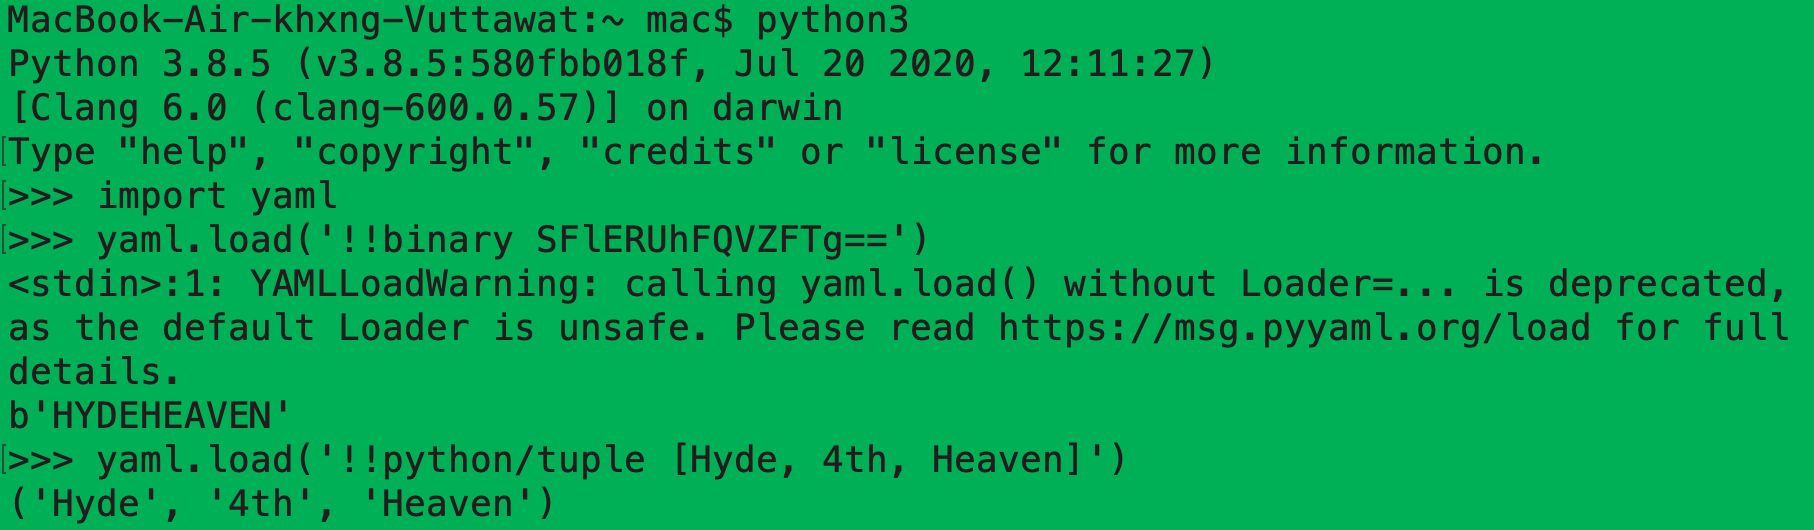 MacBook-Air-khxng-Vuttawat:~ mac$ python3
Python 3.8.5 (v3.8.5:580fbb018f, Jul 20 2020, 12:11:27)
[Clang 6.0 (clang-600.0.57)] on darwin
Type "help", "copyright", "credits" or "license" for more information.
>>> import yaml
>>> yaml.load('!!binary SFlERUhFQVZFTg==')
<stdin>:1: YAMLLoadWarning: calling yaml.load() without Loader=... is deprecated,
as the default Loader is unsafe. Please read https://msg.pyyaml.org/load for full
details.
b'HYDEHEAVEN'
>>> yaml.load('!!python/tuple [Hyde, 4th, Heaven]')
('Hyde', '4th', 'Heaven')